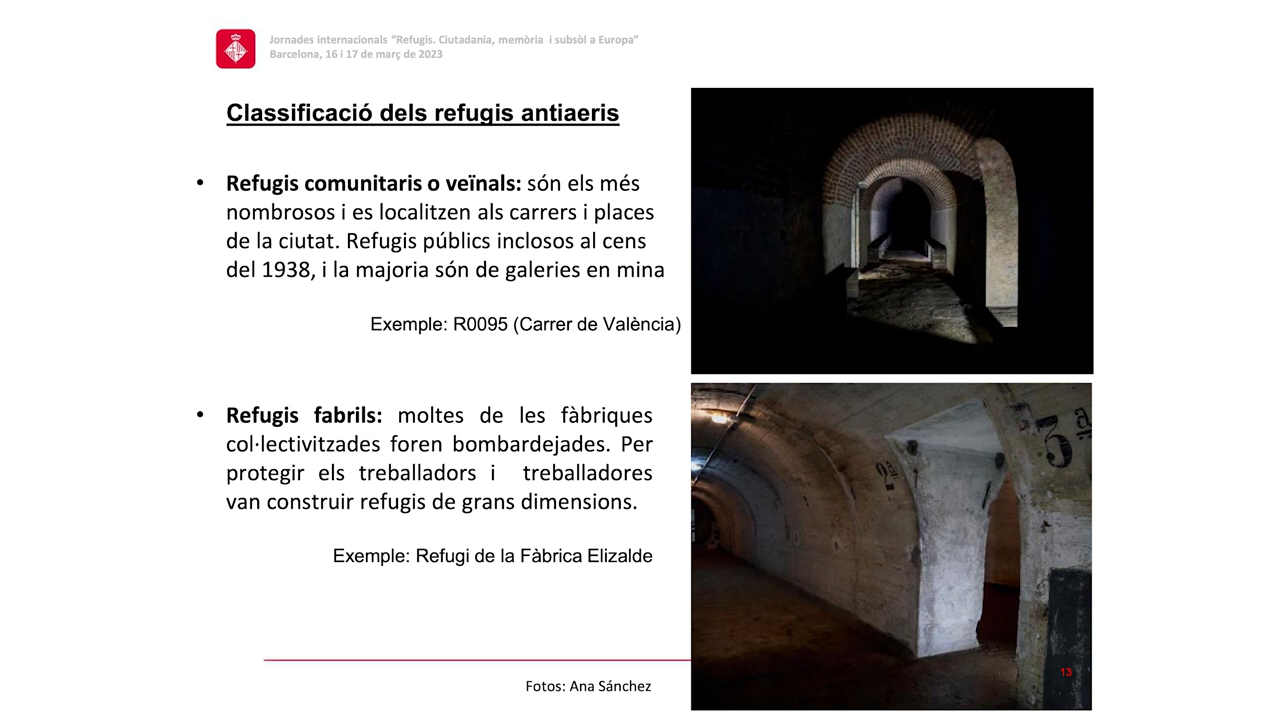 Jornades internacionals “Refugis. Ciutadania, memòria i subsòl a Europa”
Barcelona, 16 i 17 de març de 2023
Classificació dels refugis antiaeris
• Refugis comunitaris o veïnals: són els més
nombrosos i es localitzen als carrers i places
de la ciutat. Refugis públics inclosos al cens
del 1938, i la majoria són de galeries en mina
Exemple: R0095 (Carrer de València)
• Refugis fabrils: moltes de les fàbriques
col·lectivitzades foren bombardejades. Per
protegir els treballadors i treballadores
van construir refugis de grans dimensions.
Exemple: Refugi de la Fàbrica Elizalde
2ª
3ª
13
Fotos: Ana Sánchez